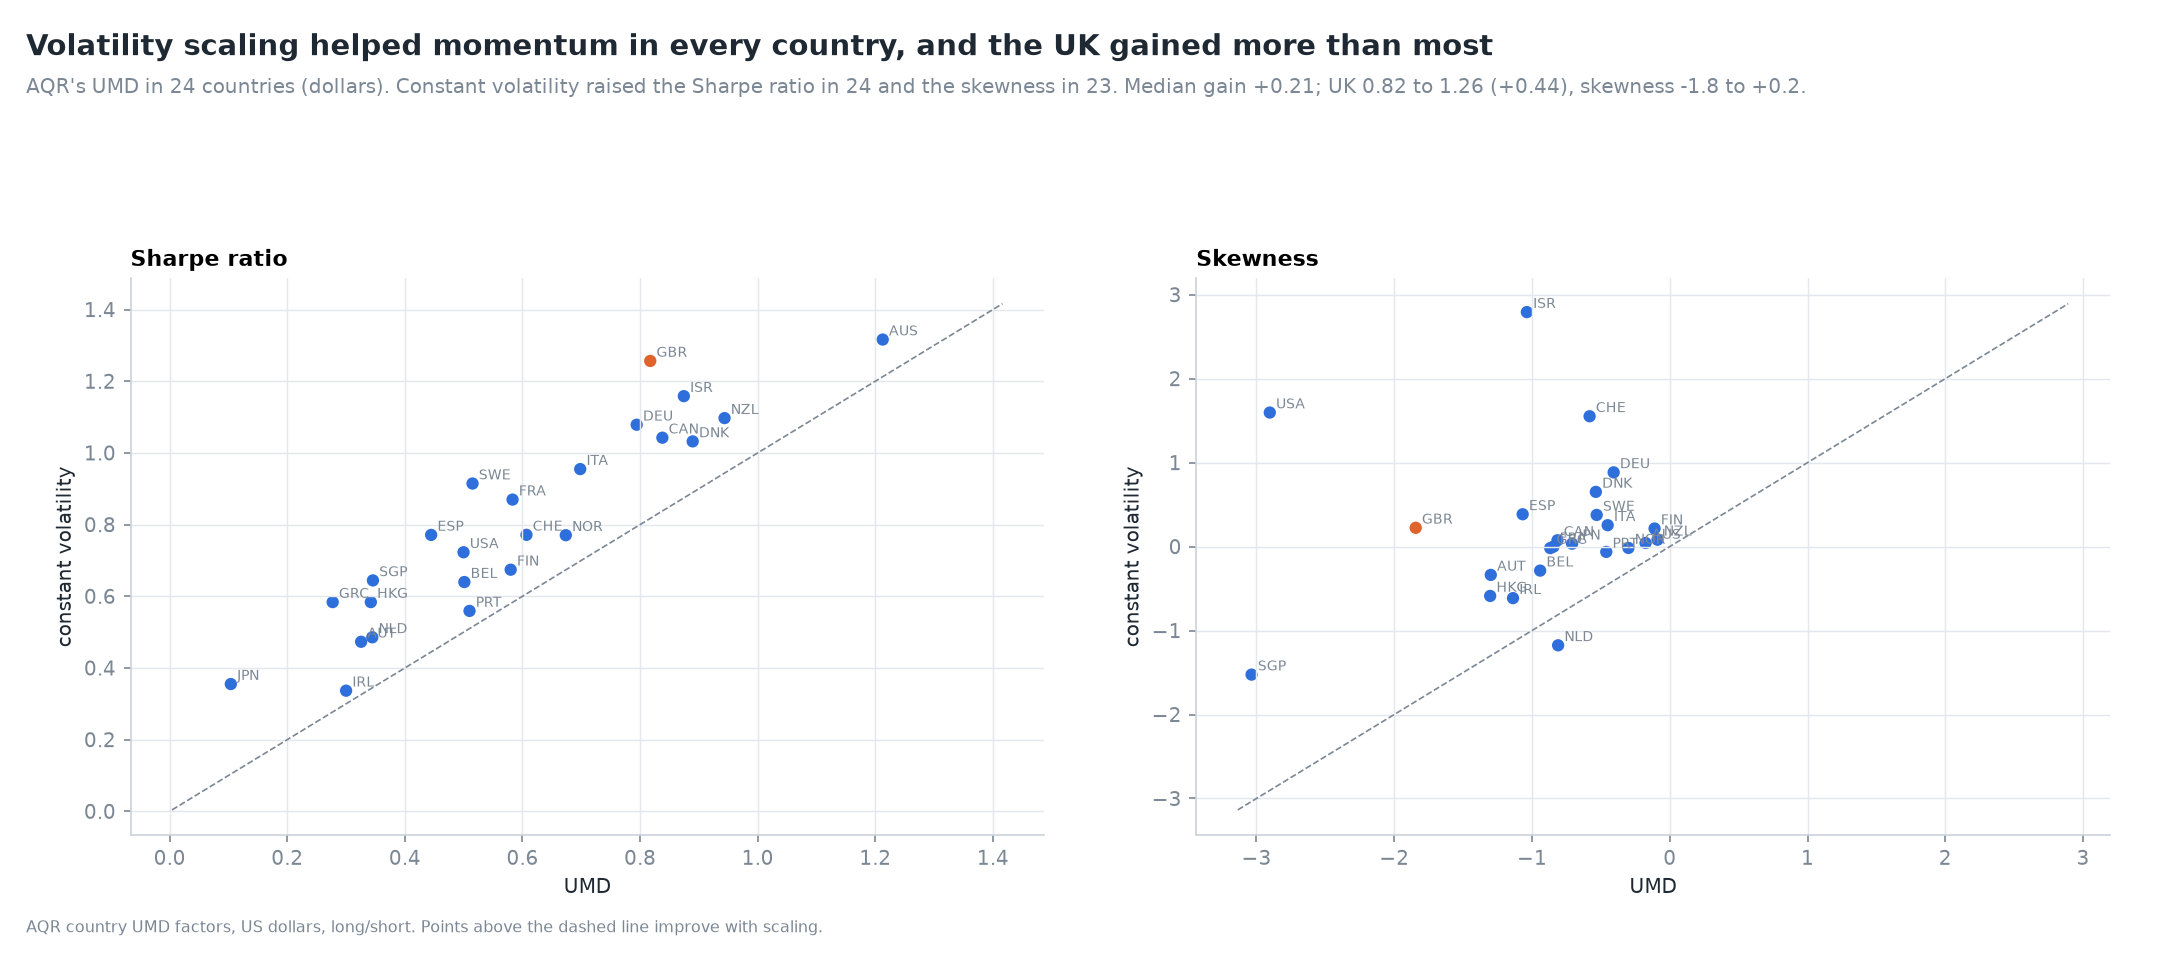 Volatility scaling helped momentum in every country, and the UK gained more than most
AQR's UMD in 24 countries (dollars). Constant volatility raised the Sharpe ratio in 24 and the skewness in 23. Median gain +0.21; UK 0.82 to 1.26 (+0.44), skewness -1.8 to +0.2.
Sharpe ratio
constant volatility
1.4
1.2
1.0
0.8
0.6
0.4
0.2
0.0
AUS
GBR
ISR
NZL
DEU
CAN
DNK
ITA
SWE
FRA
ESP
CHE
NOR
USA
FIN
SGP
BEL
GRC
HKG
PRT
NLD
AUT
JPN
IRL
0.0
0.2
0.4
0.6
0.8
1.0
1.2
1.4
UMD
Skewness
constant volatility
3
2
1
0
−1
−2
−3
ISR
USA
CHE
DEU
DNK
ESP
SWE
ITA
GBR
FIN
NZL
CAN
PRT
NOR
BEL
AUT
HKG
IRL
NLD
SGP
−3
−2
−1
0
1
2
3
UMD
AQR country UMD factors, US dollars, long/short. Points above the dashed line improve with scaling.